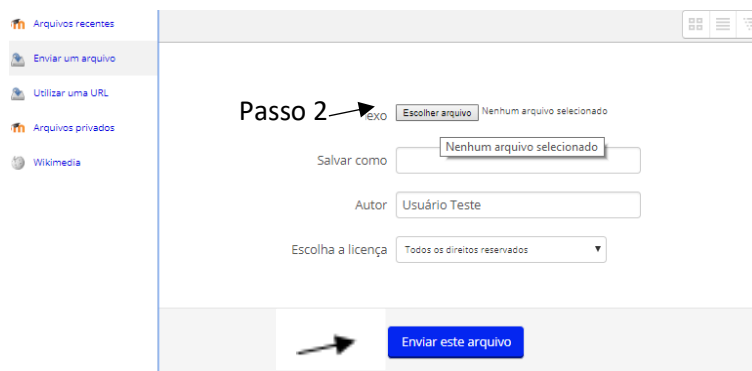 Arquivos recentes
Enviar um arquivo
Utilizar uma URL
Arquivos privados
Wikimedia
Passo 2
Escolher arquivo Nenhum arquivo selecionado
Nenhum arquivo selecionado
Salvar como
Autor Usuário Teste
Escolha a licença Todos os direitos reservados
Enviar este arquivo